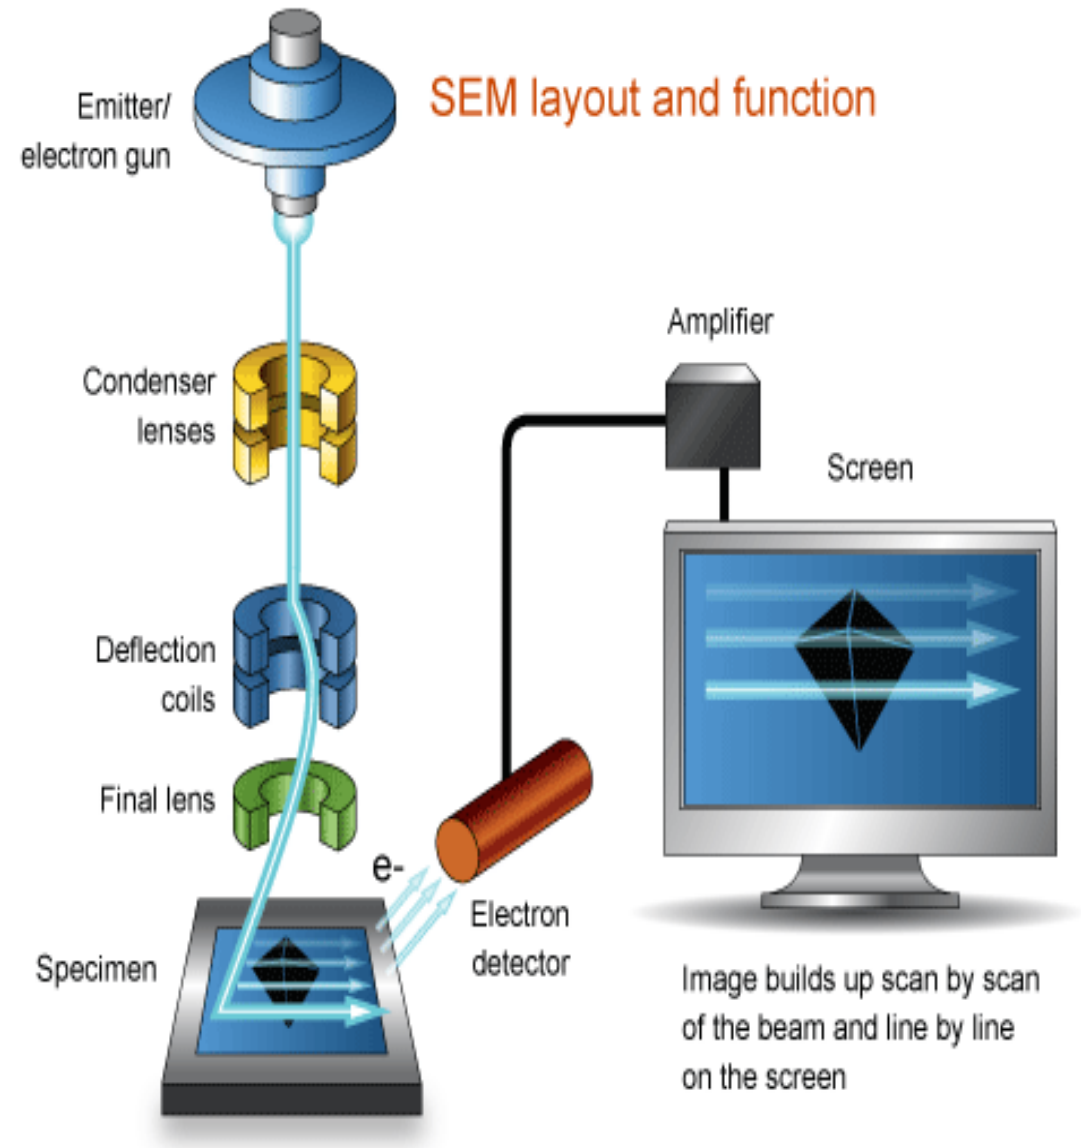 SEM layout and function
Emitter/
electron gun
Condenser
lenses
Deflection
coils
Final lens
Specimen
e-
Electron
detector
Amplifier
Screen
Image builds up scan by scan
of the beam and line by line
on the screen